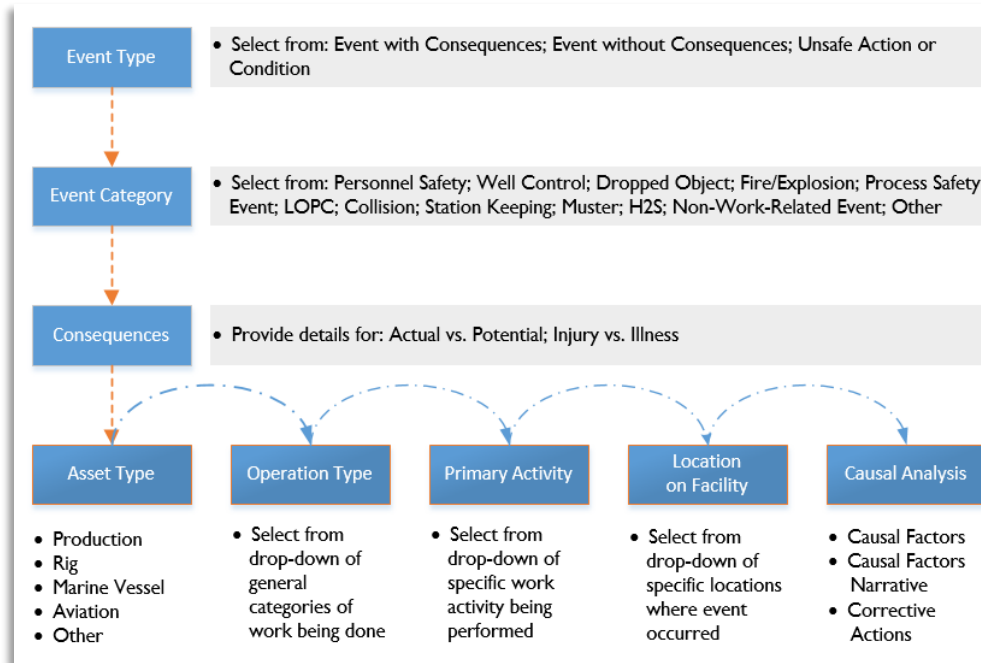 Event Type
• Select from: Event with Consequences; Event without Consequences; Unsafe Action or
Condition
Event Category
• Select from: Personnel Safety; Well Control; Dropped Object; Fire/Explosion; Process Safety
Event; LOPC; Collision; Station Keeping; Muster; H2S; Non-Work-Related Event; Other
Consequences
• Provide details for: Actual vs. Potential; Injury vs. Illness
Asset Type
• Production
• Rig
• Marine Vessel
• Aviation
• Other
Operation Type
• Select from
drop-down of
general
categories of
work being done
Primary Activity
• Select from
drop-down of
specific work
activity being
performed
Location
on Facility
• Select from
drop-down of
specific locations
where event
occurred
Causal Analysis
• Causal Factors
• Causal Factors
Narrative
• Corrective
Actions